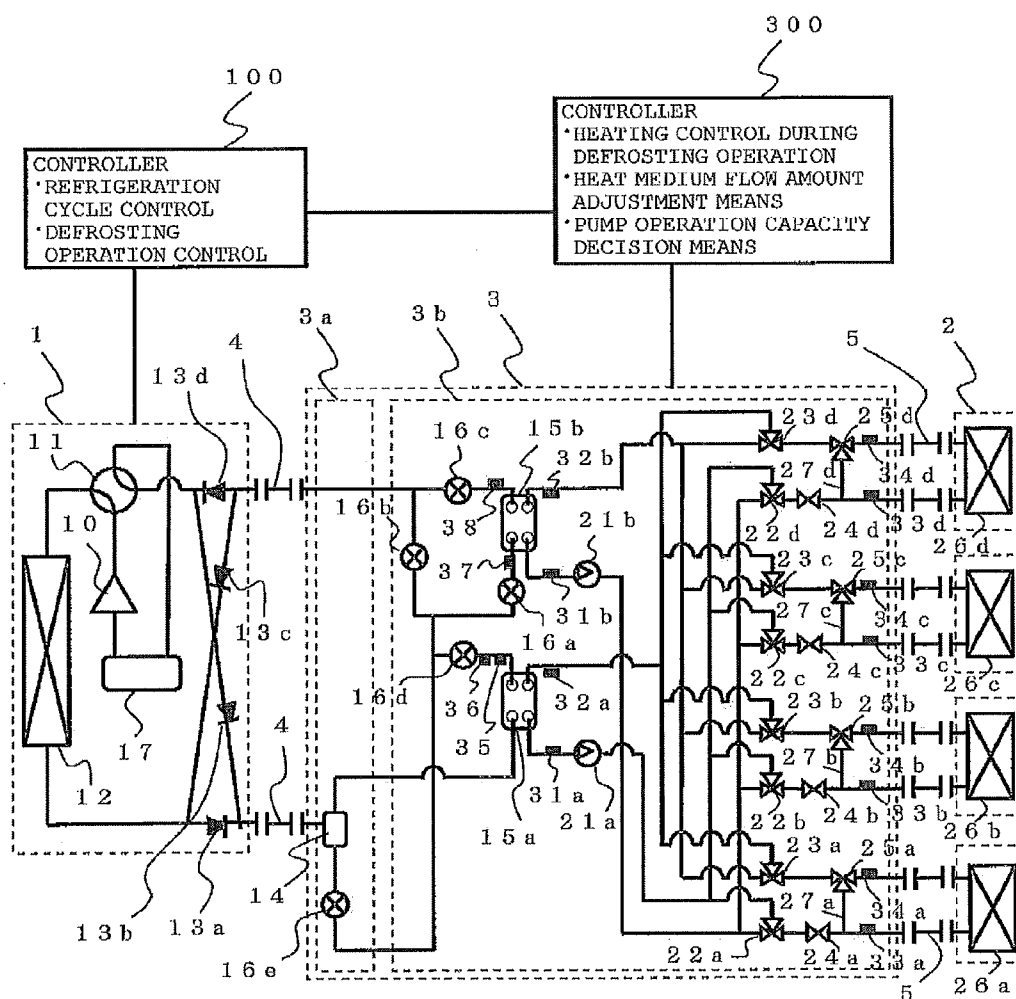 300
100
CONTROLLER
・HEATING CONTROL DURING
DEFROSTING OPERATION
・HEAT MEDIUM FLOW AMOUNT
ADJUSTMENT MEANS
・PUMP OPERATION CAPACITY
DECISION MEANS
CONTROLLER
・REFRIGERATION
CYCLE CONTROL
・DEFROSTING
OPERATION CONTROL
3a
3b
3
1
13d
4
5
2
11
16c
15b
32b
23d
25d
10
16b
38
27d
34d
21b
22d
24d
33d
26d
37
23c
25c
13c
31b
27c
34c
16a
16d
36
32a
22c
24c
33c
26c
17
35
23b
25b
12
4
27b
34b
31a
15a
21a
22b
24b
33b
26b
14
23a
25a
13b
13a
27a
34a
16e
22a
24a
33a
5
26a